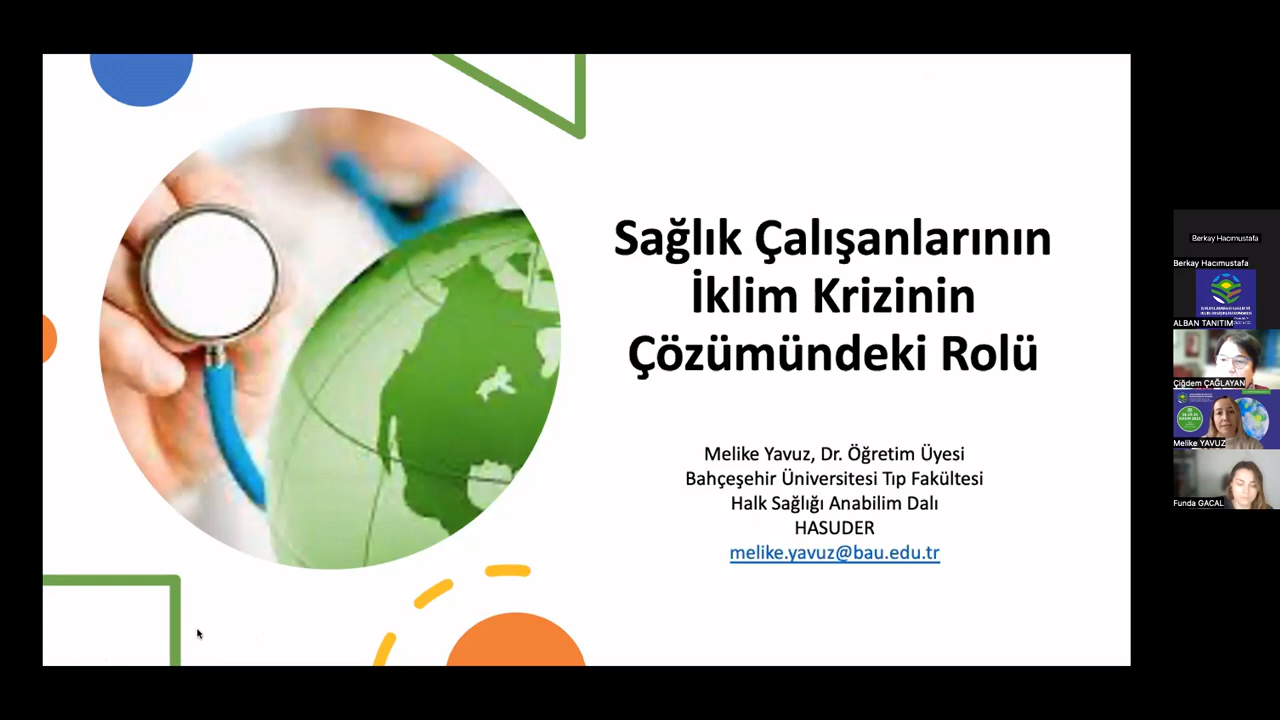 Sağlık Çalışanlarının
İklim Krizinin
Çözümündeki Rolü
Melike Yavuz, Dr. Öğretim Üyesi
Bahçeşehir Üniversitesi Tıp Fakültesi
Halk Sağlığı Anabilim Dalı
HASUDER
melike.yavuz@bau.edu.tr
Berkay Hacımustafa
Berkay Hacımustafa
ALBAN TANITIM
Çiğdem ÇAĞLAYAN
Melike YAVUZ
Funda GACAL